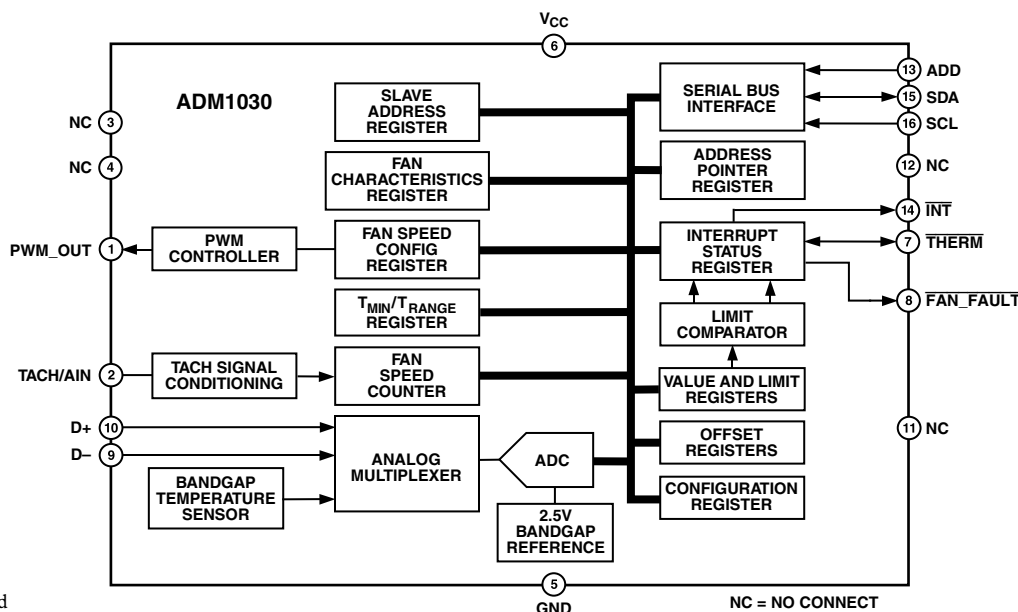 VCC
6
ADM1030
NC 3
NC 4
PWM_OUT 1
TACH/AIN 2
D+ 10
D– 9
PWM
CONTROLLER
TACH SIGNAL
CONDITIONING
BANDGAP
TEMPERATURE
SENSOR
SLAVE
ADDRESS
REGISTER
FAN
CHARACTERISTICS
REGISTER
FAN SPEED
CONFIG
REGISTER
TMIN/TRANGE
REGISTER
FAN
SPEED
COUNTER
ANALOG
MULTIPLEXER
ADC
2.5V
BANDGAP
REFERENCE
SERIAL BUS
INTERFACE
ADDRESS
POINTER
REGISTER
INTERRUPT
STATUS
REGISTER
LIMIT
COMPARATOR
VALUE AND LIMIT
REGISTERS
OFFSET
REGISTERS
CONFIGURATION
REGISTER
13 ADD
15 SDA
16 SCL
12 NC
14 INT
7 THERM
8 FAN_FAULT
11 NC
5
GND
NC = NO CONNECT
d